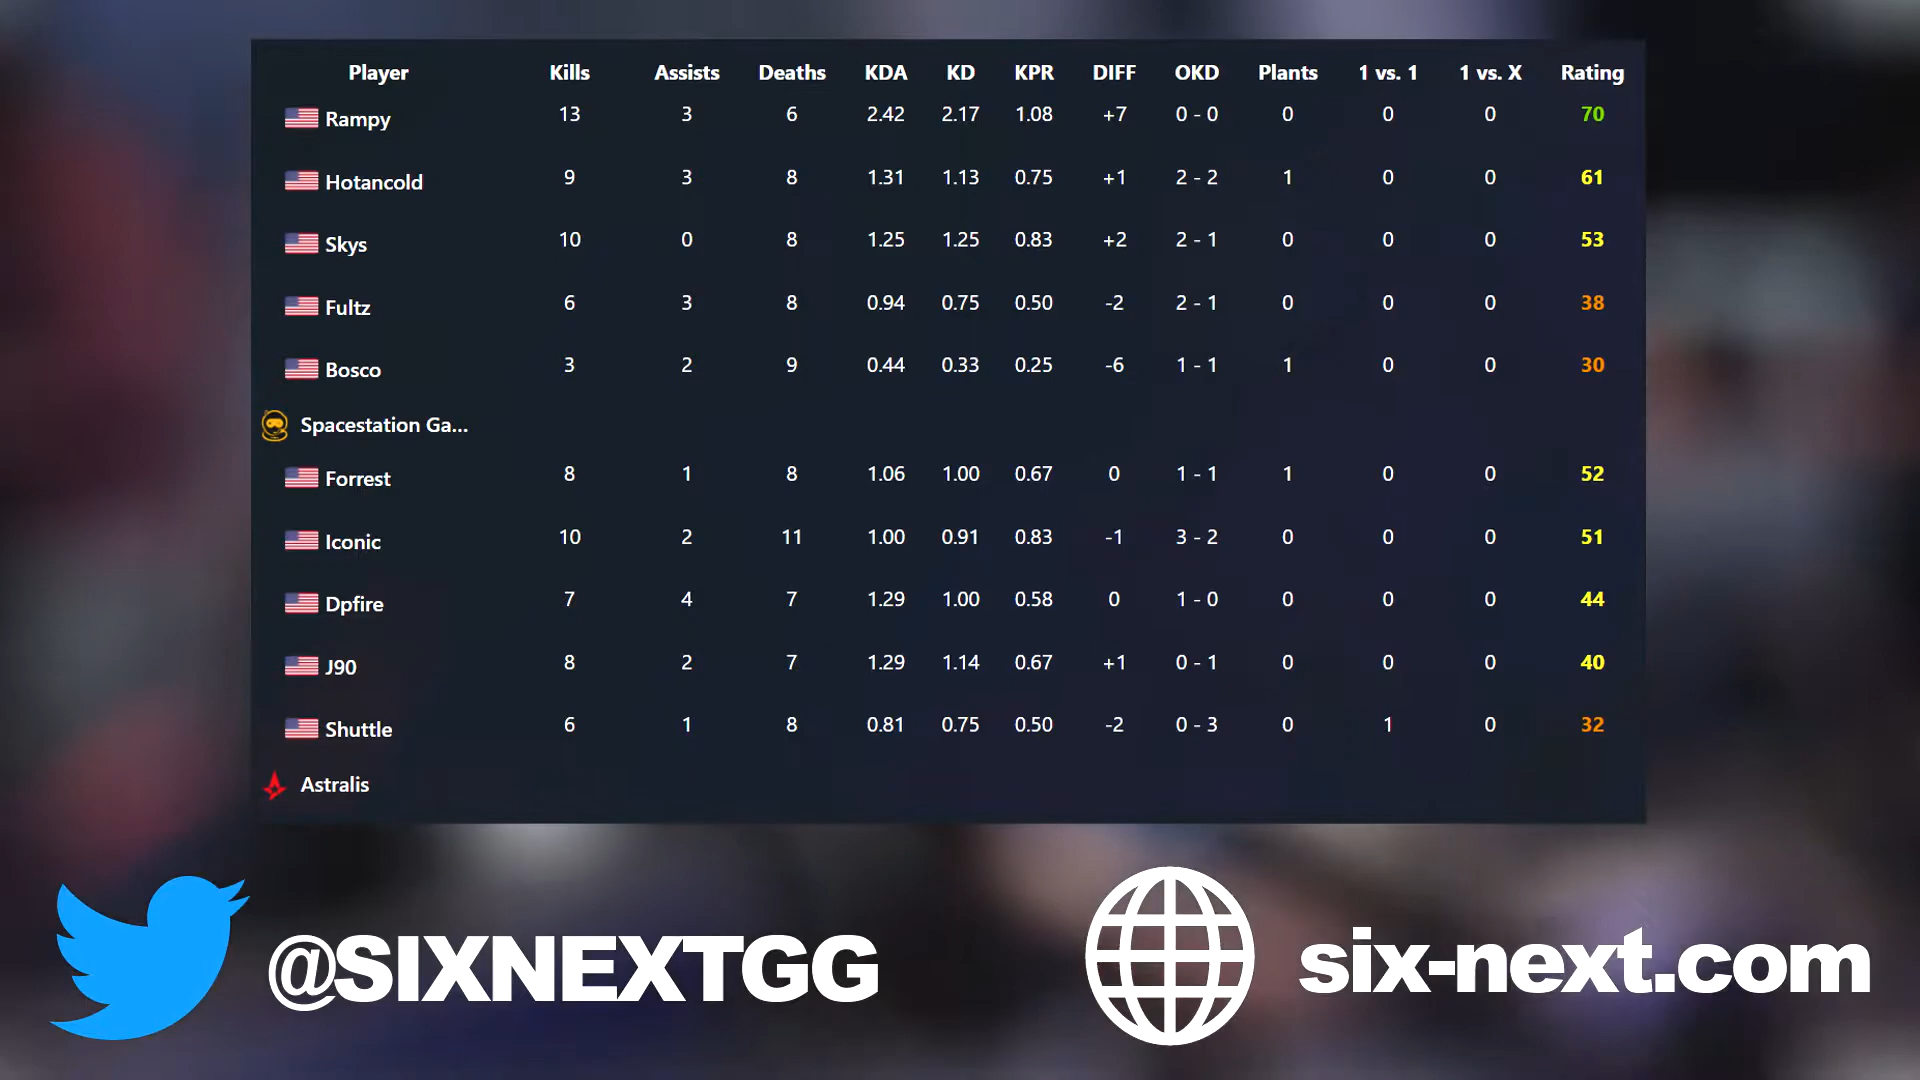 Player Kills Assists Deaths KDA KD KPR DIFF OKD Plants 1 vs. 1 1 vs. X Rating
Rampy 13 3 6 2.42 2.17 1.08 +7 0 - 0 0 0 0 70
Hotancold 9 3 8 1.31 1.13 0.75 +1 2 - 2 1 0 0 61
Skys 10 0 8 1.25 1.25 0.83 +2 2 - 1 0 0 0 53
Fultz 6 3 8 0.94 0.75 0.50 -2 2 - 1 0 0 0 38
Bosco 3 2 9 0.44 0.33 0.25 -6 1 - 1 1 0 0 30
Spacestation Ga...
Forrest 8 1 8 1.06 1.00 0.67 0 1 - 1 1 0 0 52
Iconic 10 2 11 1.00 0.91 0.83 -1 3 - 2 0 0 0 51
Dpfire 7 4 7 1.29 1.00 0.58 0 1 - 0 0 0 0 44
J90 8 2 7 1.29 1.14 0.67 +1 0 - 1 0 0 0 40
Shuttle 6 1 8 0.81 0.75 0.50 -2 0 - 3 0 1 0 32
Astralis
@SIXNEXTGG six-next.com